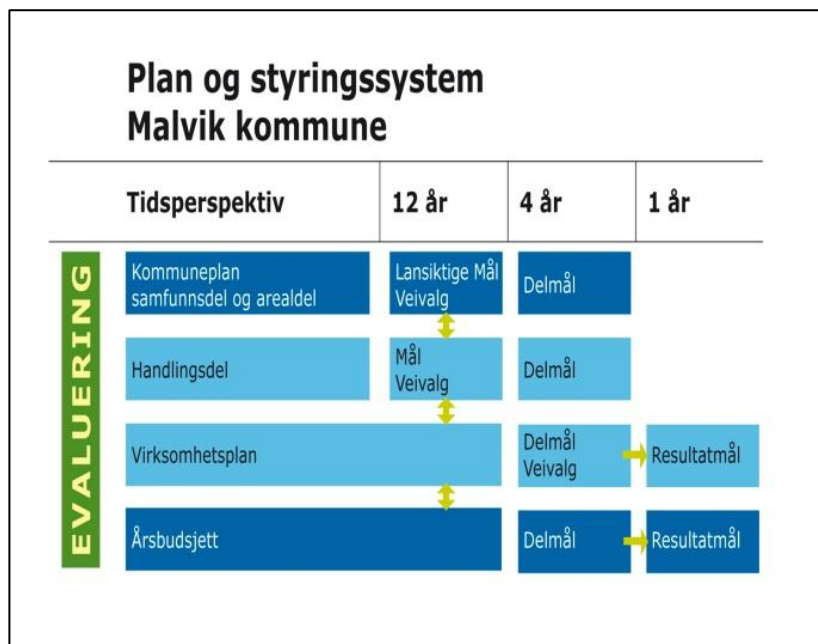 Plan og styringssystem
Malvik kommune
Tidsperspektiv 12 år 4 år 1 år
EVALUERING
Kommuneplan
samfunnsdel og arealdel
Lansiktige Mål
Veivalg
Delmål
Handlingsdel
Mål
Veivalg
Delmål
Virksomhetsplan
Delmål
Veivalg
Resultatmål
Årsbudsjett
Delmål
Resultatmål